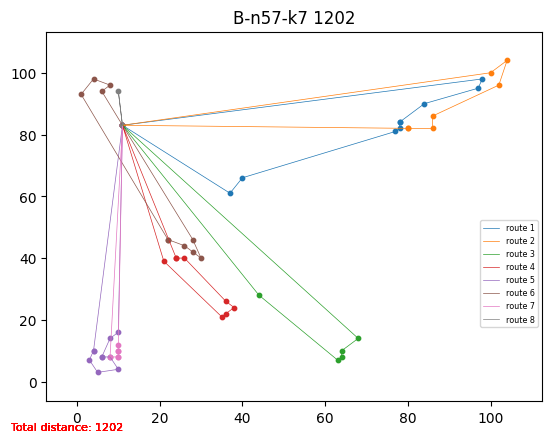 B-n57-k7 1202
100
80
60
40
20
0
0 20 40 60 80 100
route 1
route 2
route 3
route 4
route 5
route 6
route 7
route 8
Total distance: 1202